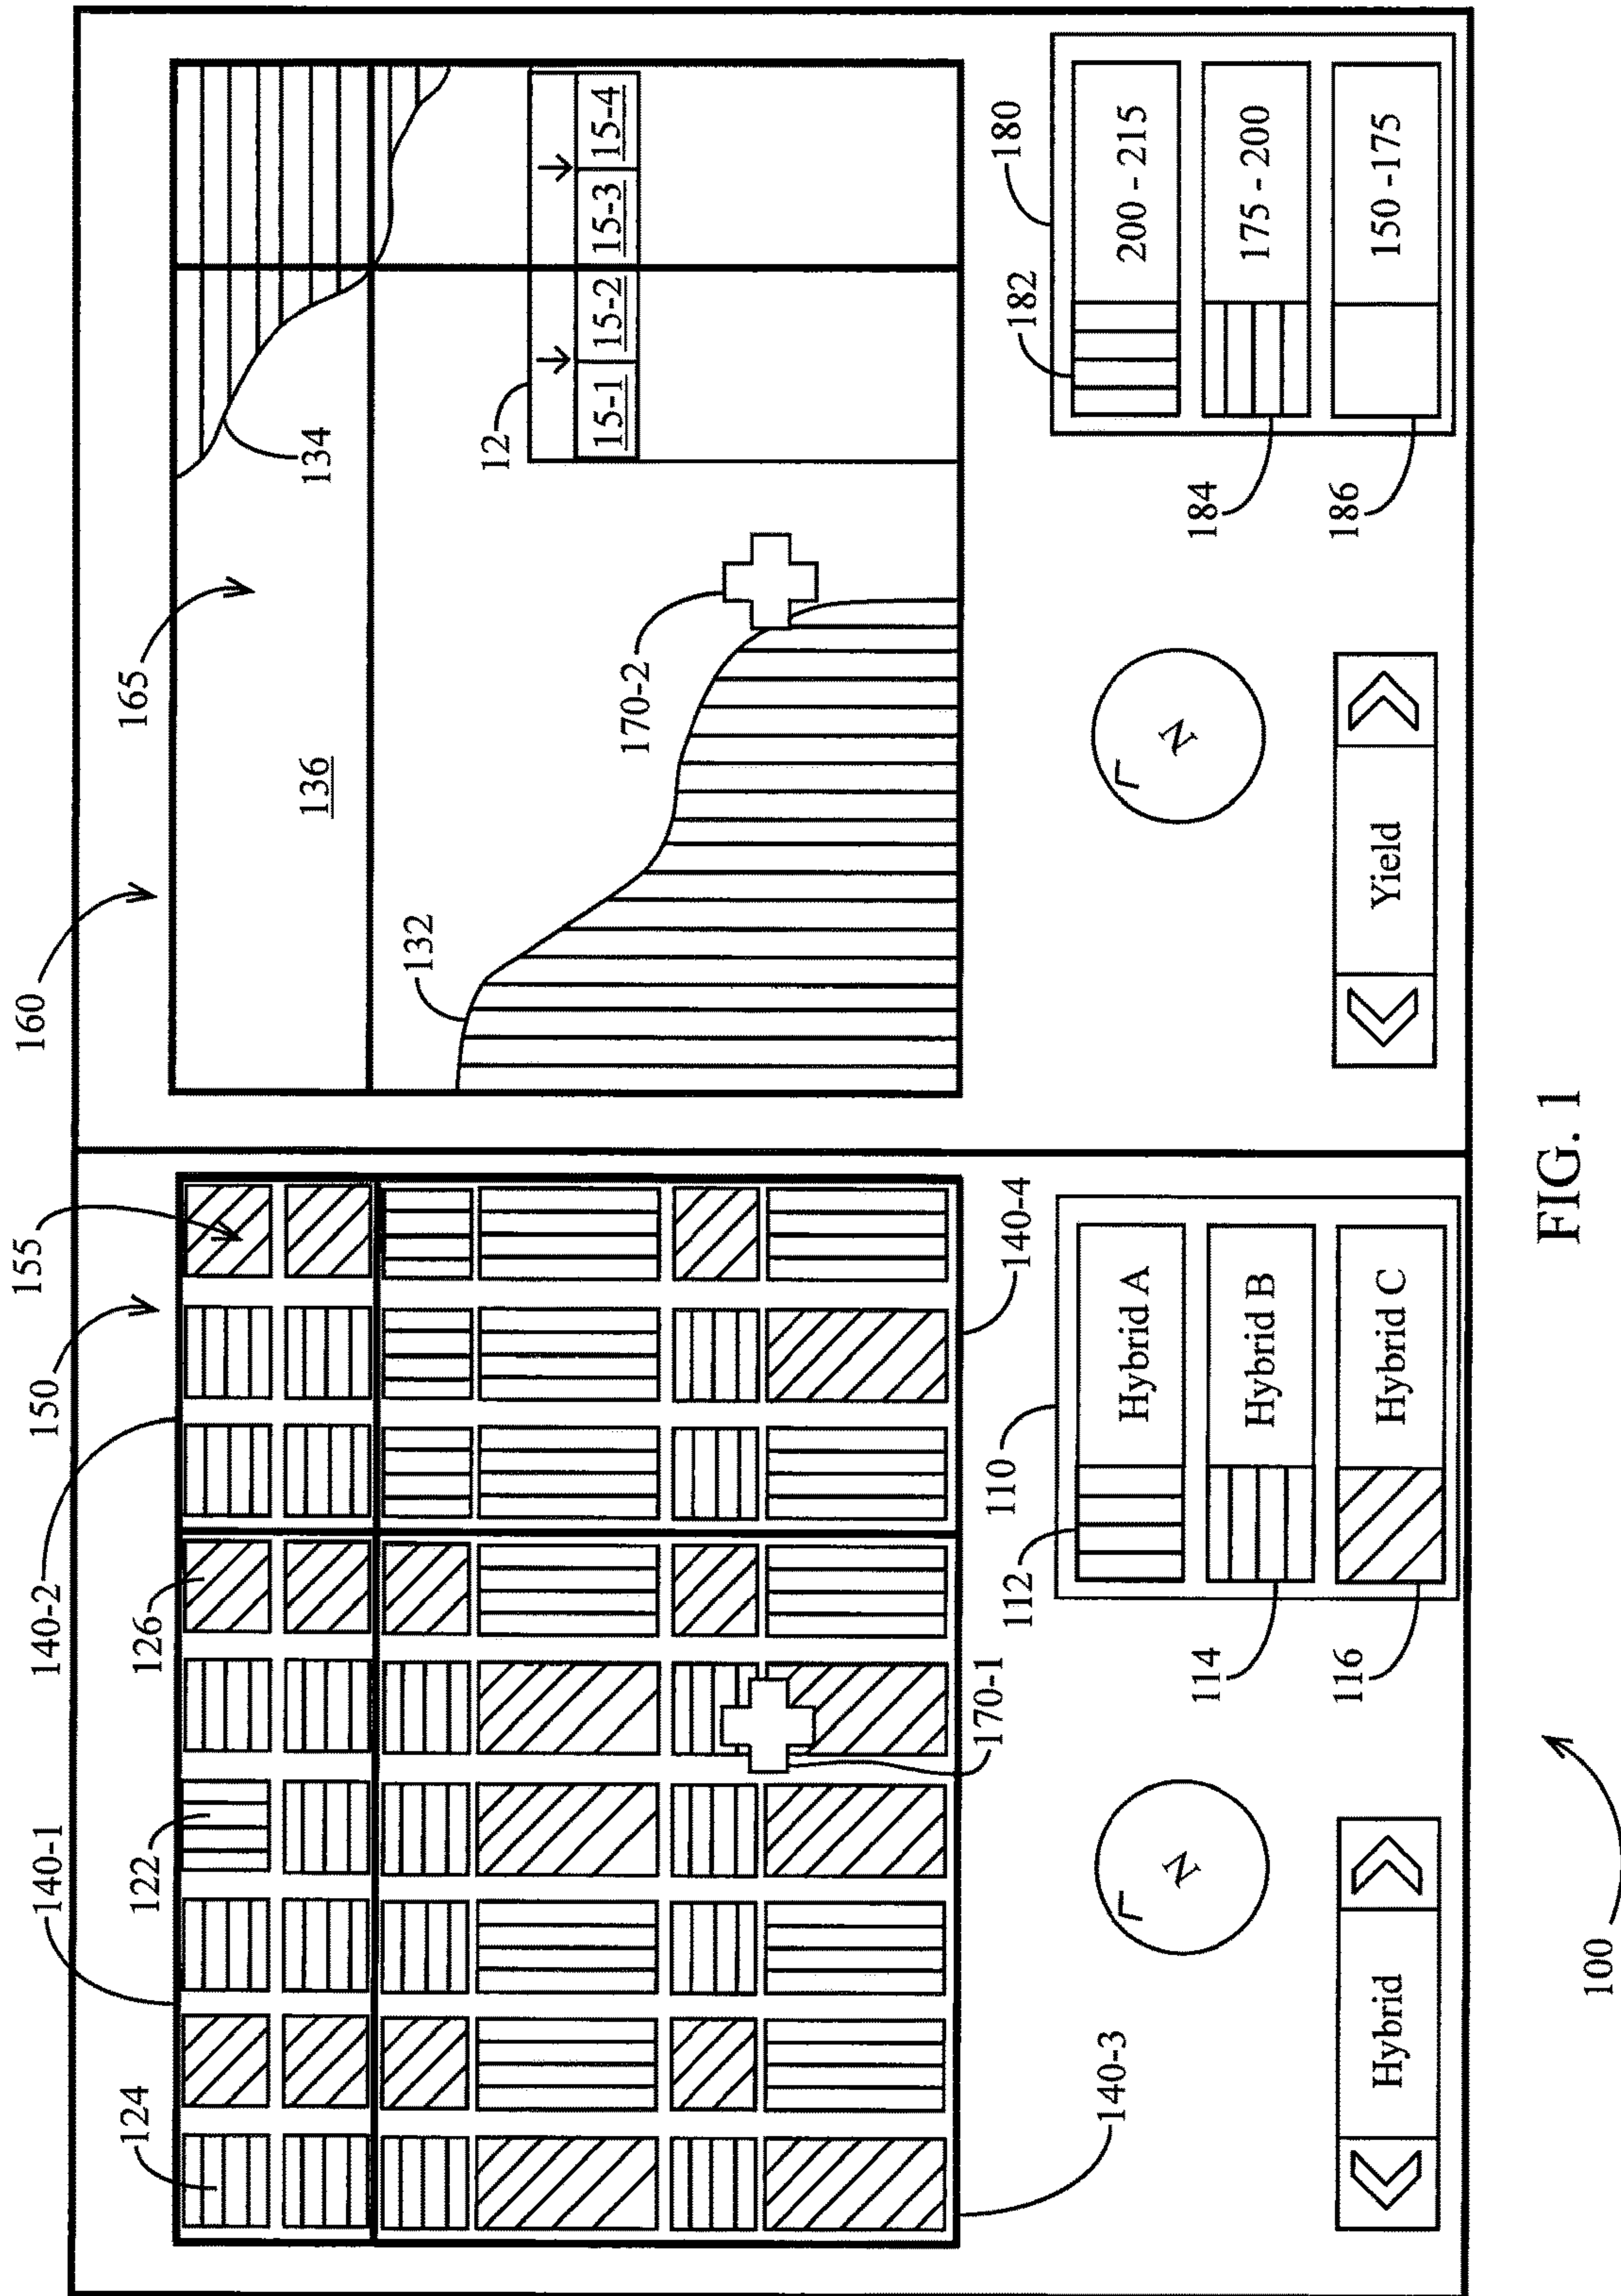 150
160
155
165
140-2
140-1
126
122
124
134
136
132
12
15-1 15-2 15-3 15-4
170-2
140-4
140-3
170-1
110
112
Hybrid A
114
Hybrid B
116
Hybrid C
180
182
200 - 215
184
175 - 200
186
150 -175
N
N
Hybrid
Yield
100
FIG. 1